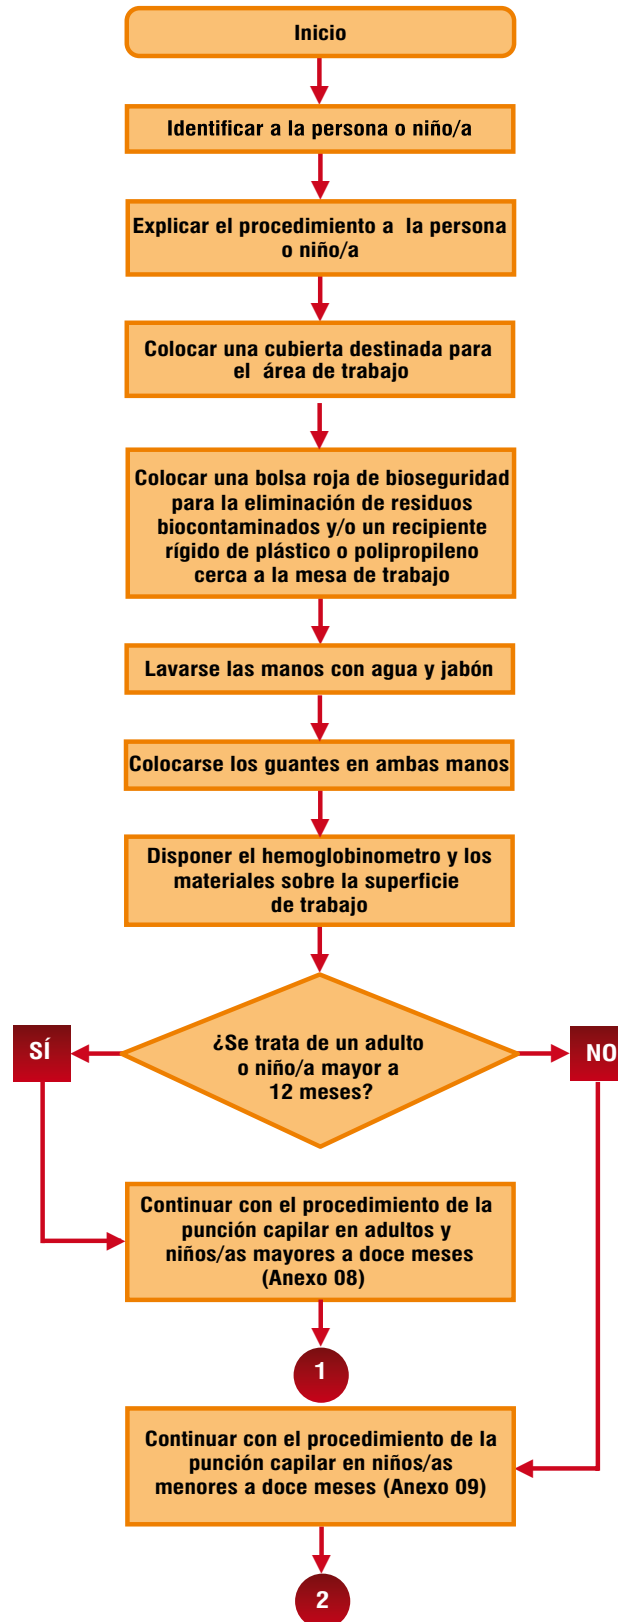 Inicio
Identificar a la persona o niño/a
Explicar el procedimiento a la persona
o niño/a
Colocar una cubierta destinada para
el área de trabajo
Colocar una bolsa roja de bioseguridad
para la eliminación de residuos
biocontaminados y/o un recipiente
rígido de plástico o polipropileno
cerca a la mesa de trabajo
Lavarse las manos con agua y jabón
Colocarse los guantes en ambas manos
Disponer el hemoglobinometro y los
materiales sobre la superficie
de trabajo
¿Se trata de un adulto
o niño/a mayor a
12 meses?
SÍ
NO
Continuar con el procedimiento de la
punción capilar en adultos y
niños/as mayores a doce meses
(Anexo 08)
1
Continuar con el procedimiento de la
punción capilar en niños/as
menores a doce meses (Anexo 09)
2